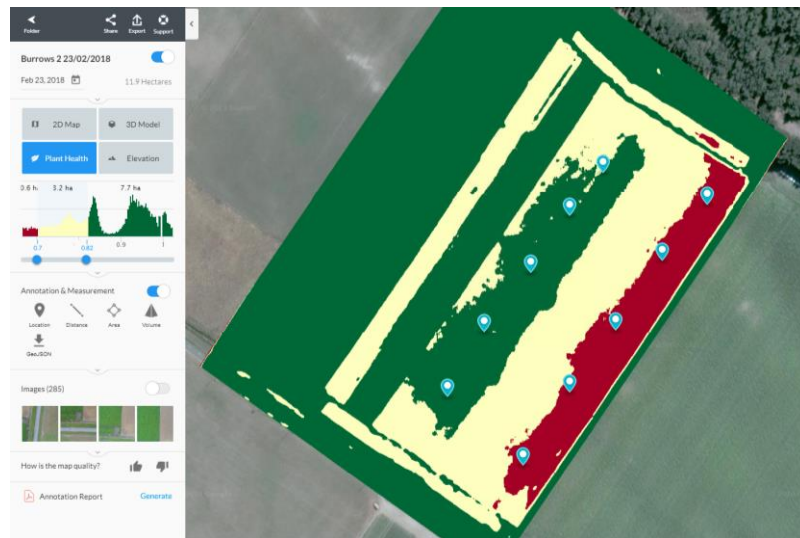 Folder
Share
Export
Support
Burrows 2 23/02/2018
Feb 23, 2018
11.9 Hectares
2D Map
3D Model
Plant Health
Elevation
0.6 h. 3.2 ha 7.7 ha
0.7 0.82 0.9 1
Annotation & Measurement
Location Distance Area Volume
GeoJSON
Images (285)
How is the map quality?
Annotation Report Generate